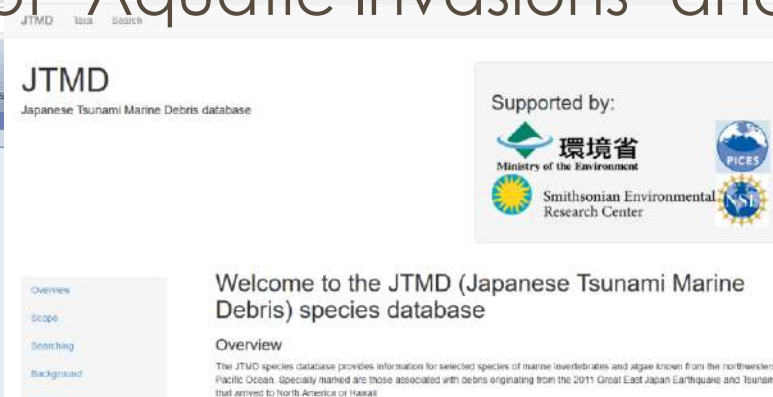 "Aquatic Invasions" and
JTMD Taxa Search
JTMD
Japanese Tsunami Marine Debris database
Supported by:
環境省
Ministry of the Environment
PICES
Smithsonian Environmental
Research Center
NSF
Overview
Scope
Searching
Background
Welcome to the JTMD (Japanese Tsunami Marine
Debris) species database
Overview
The JTMD species database provides information for selected species of marine invertebrates and algae known from the northwestern
Pacific Ocean. Specially marked are those associated with debris originating from the 2011 Great East Japan Earthquake and Tsunam
that arrived to North America or Hawaii